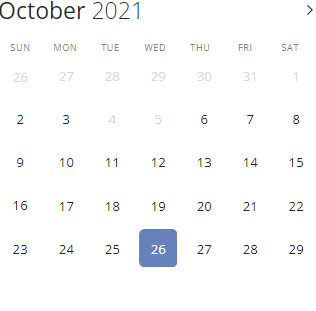 October 2021
SUN MON TUE WED THU FRI SAT
26 27 28 29 30 31 1
2 3 4 5 6 7 8
9 10 11 12 13 14 15
16 17 18 19 20 21 22
23 24 25 26 27 28 29